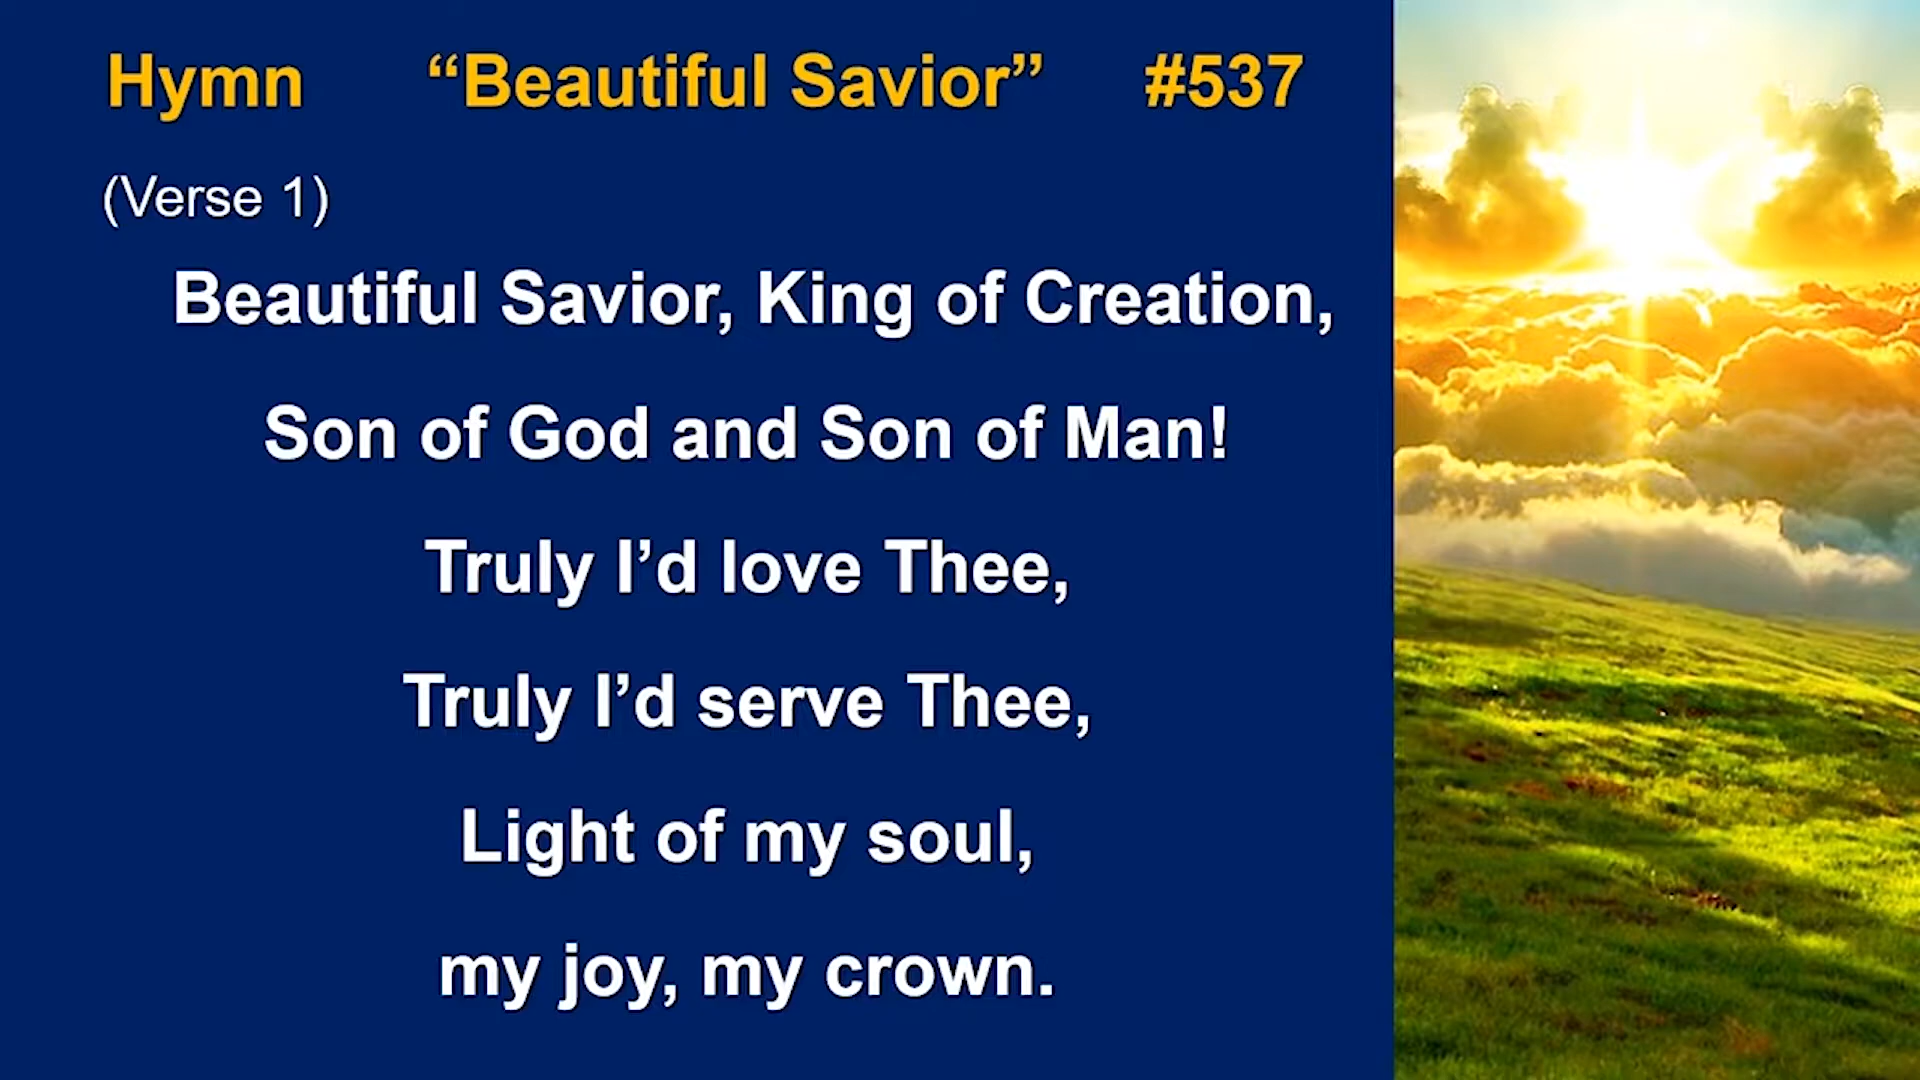 Hymn “Beautiful Savior” #537
(Verse 1)
Beautiful Savior, King of Creation,
Son of God and Son of Man!
Truly I’d love Thee,
Truly I’d serve Thee,
Light of my soul,
my joy, my crown.